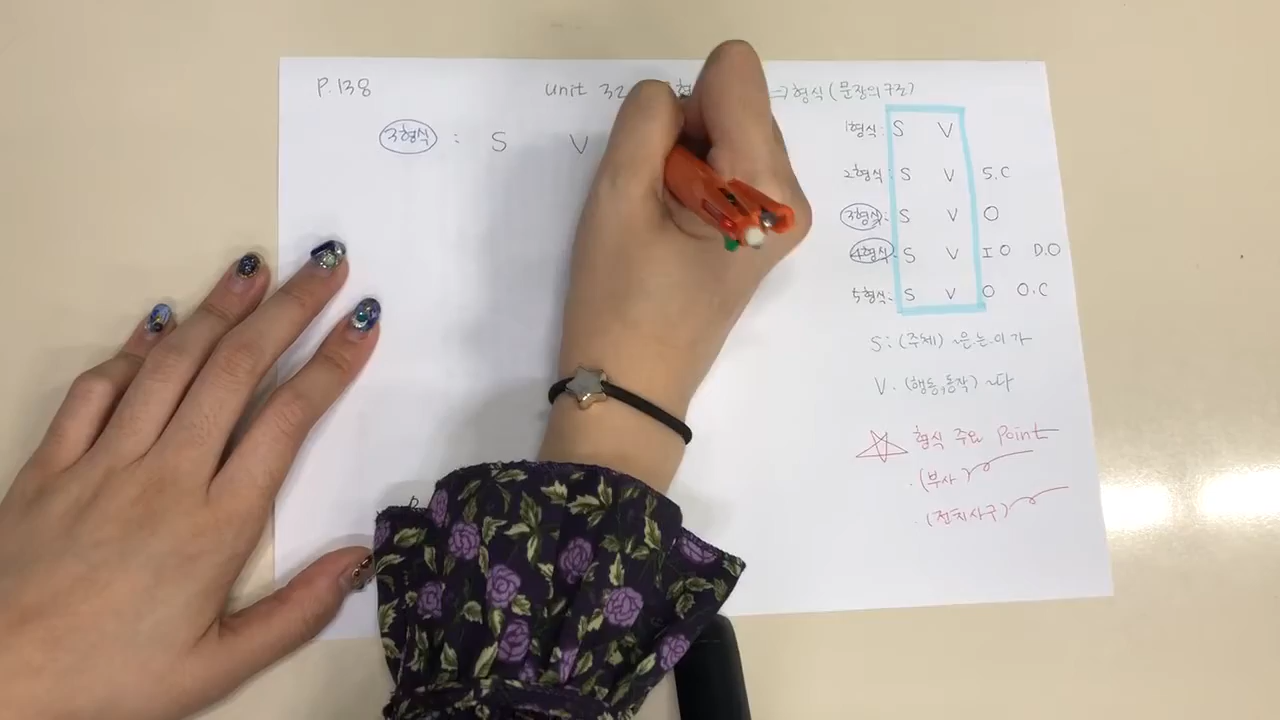 P.138
unit 32 형 => 형식 (문장의 구조)
3형식 : S V
1형식 : S V
2형식 : S V S.C
3형식 : S V O
4형식 : S V I O D.O
5형식 : S V O O.C
S : (주체) ~은는이가
V. (행동,동작) ~다
☆ 형식 주요 Point
. (부사)
. (전치사구)